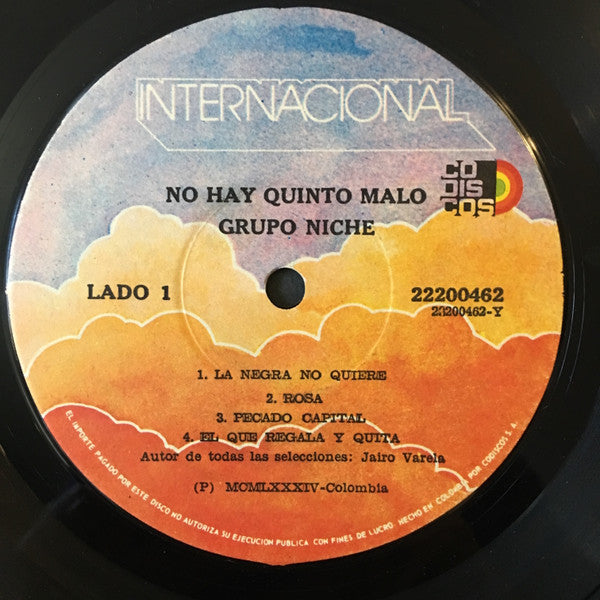 INTERNACIONAL
CO
DIS
COS
NO HAY QUINTO MALO
GRUPO NICHE
LADO 1
22200462
23200462-Y
1. LA NEGRA NO QUIERE
2. ROSA
3. PECADO CAPITAL
4. EL QUE REGALA Y QUITA
Autor de todas las selecciones: Jairo Varela
(P) MCMLXXXIV-Colombia
EL IMPORTE PAGADO POR ESTE DISCO NO AUTORIZA SU EJECUCION PUBLICA CON FINES DE LUCRO. HECHO EN COLOMBIA POR CODISCOS S. A.